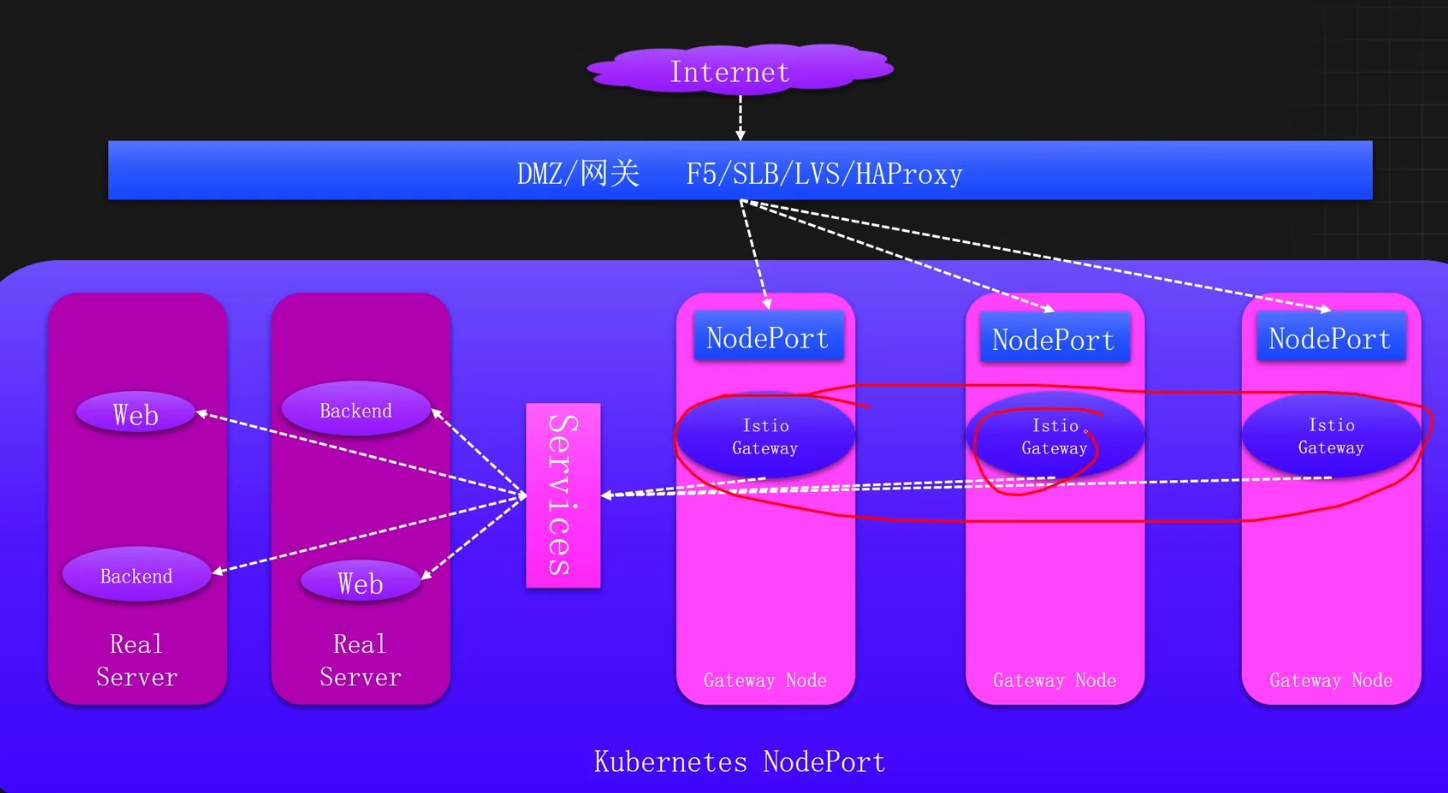 Internet
DMZ/网关 F5/SLB/LVS/HAProxy
NodePort
NodePort
NodePort
Web
Backend
Services
Istio
Gateway
Istio
Gateway
Istio
Gateway
Backend
Web
Real
Server
Real
Server
Gateway Node
Gateway Node
Gateway Node
Kubernetes NodePort